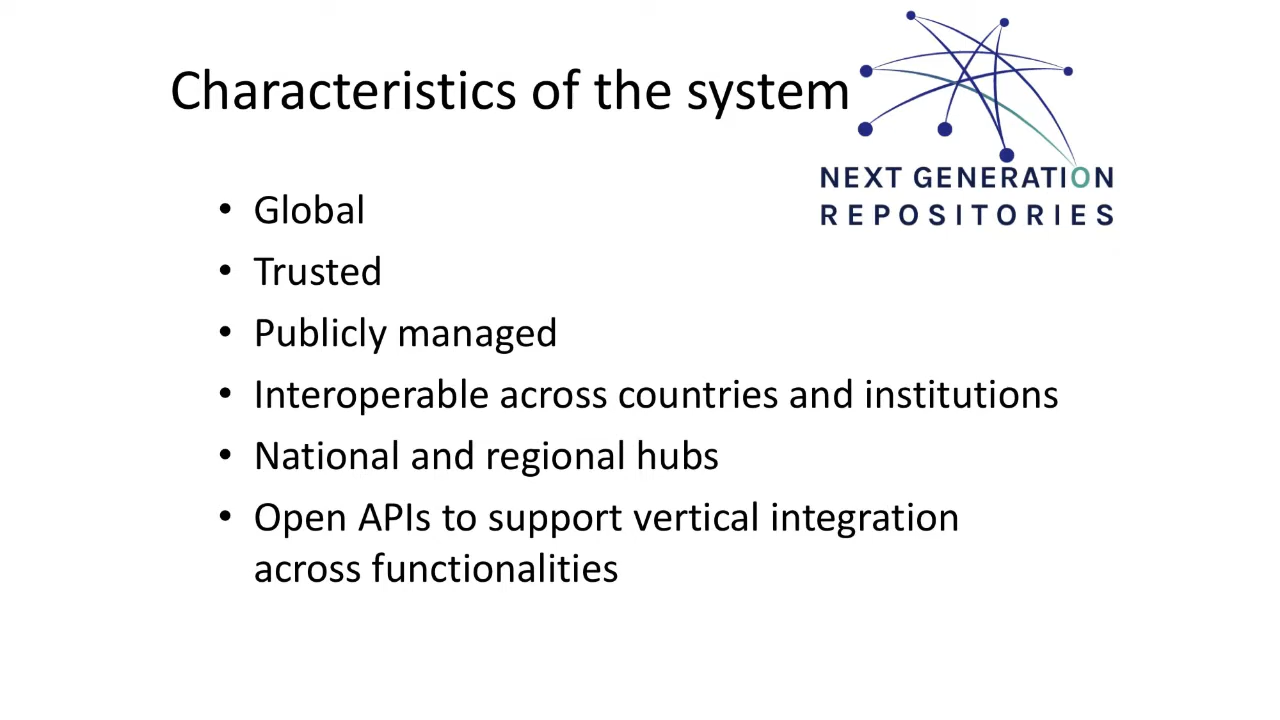 Characteristics of the system
NEXT GENERATION
REPOSITORIES
• Global
• Trusted
• Publicly managed
• Interoperable across countries and institutions
• National and regional hubs
• Open APIs to support vertical integration
across functionalities